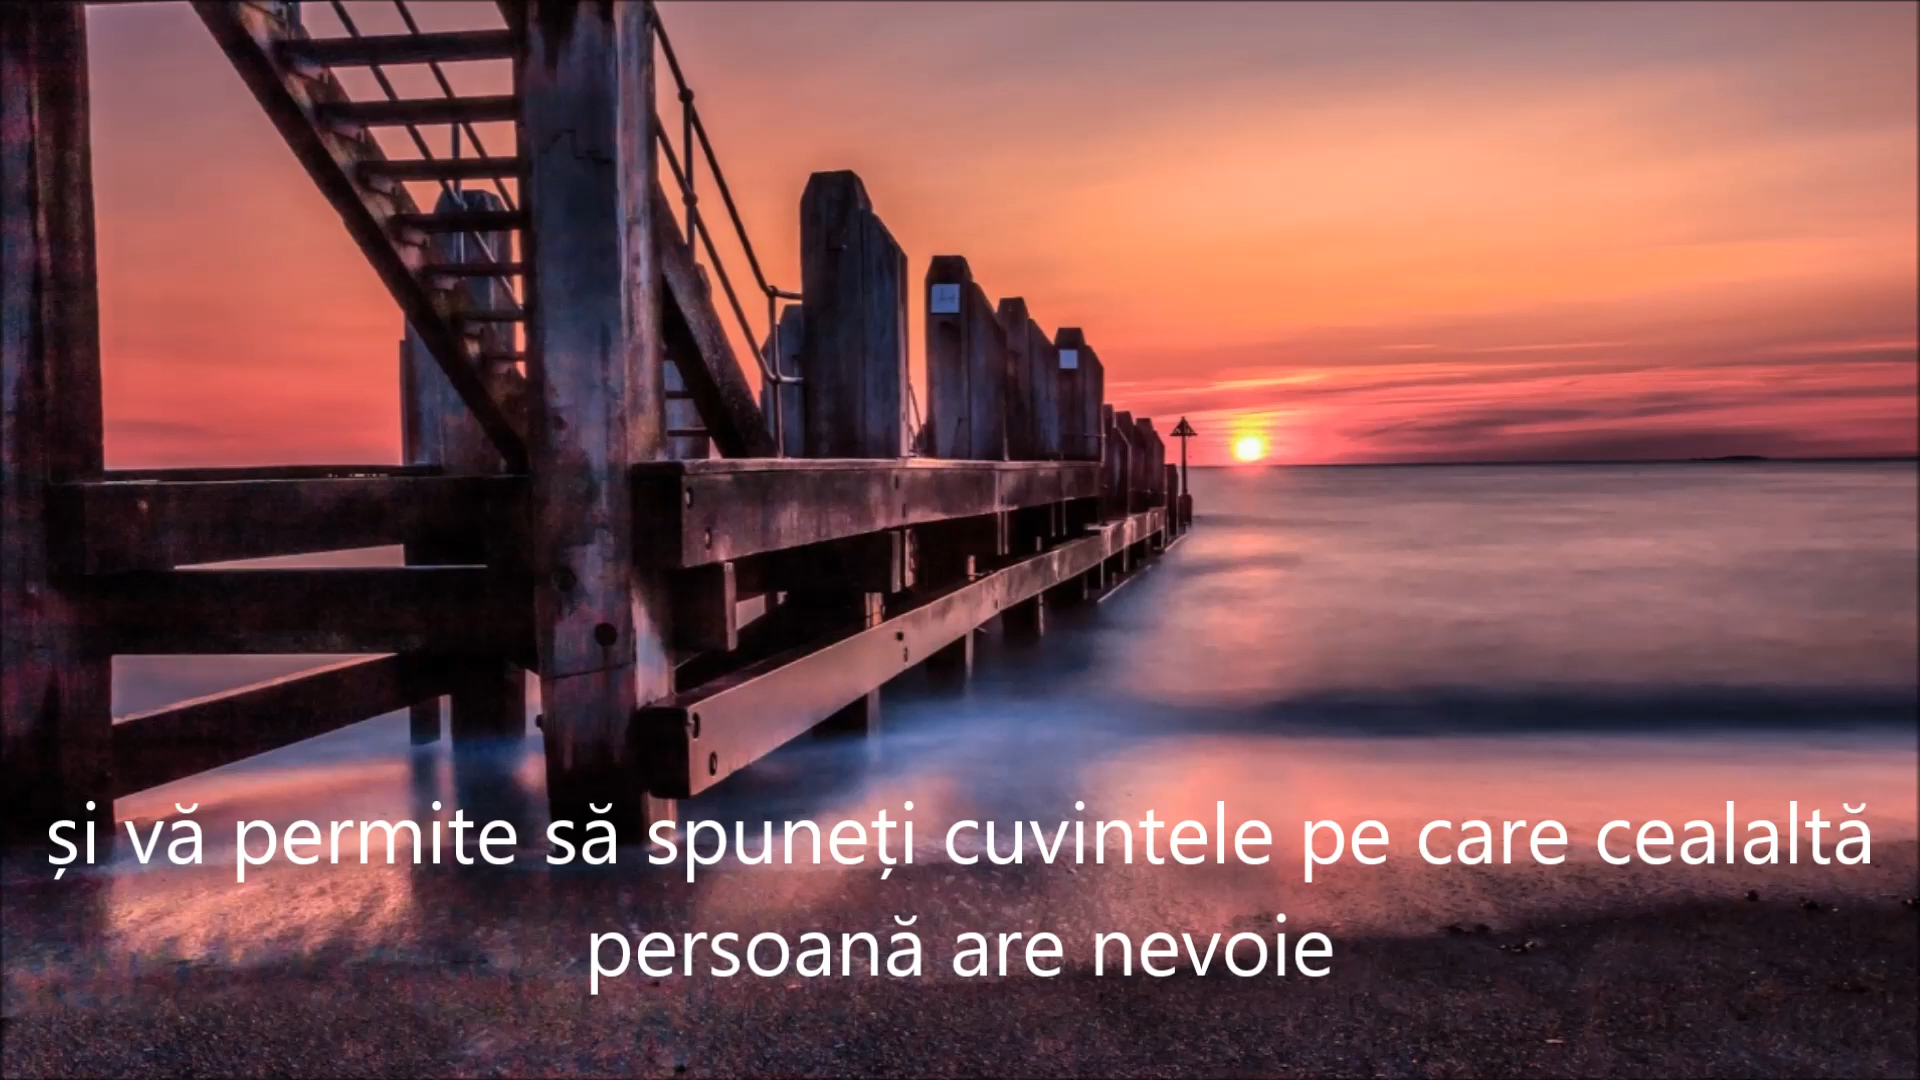 și vă permite să spuneți cuvintele pe care cealaltă
persoană are nevoie